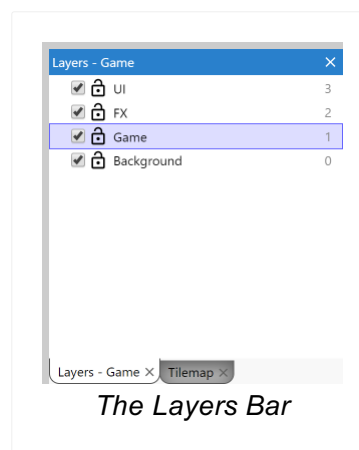 Layers - Game
UI 3
FX 2
Game 1
Background 0
Layers - Game Tilemap
The Layers Bar